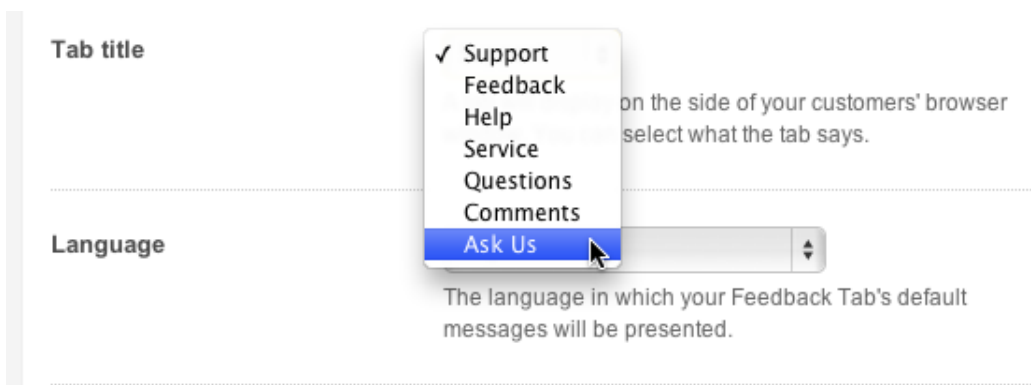 Tab title
✓ Support
Feedback
Help
Service
Questions
Comments
Ask Us
on the side of your customers' browser
select what the tab says.
Language
The language in which your Feedback Tab's default
messages will be presented.